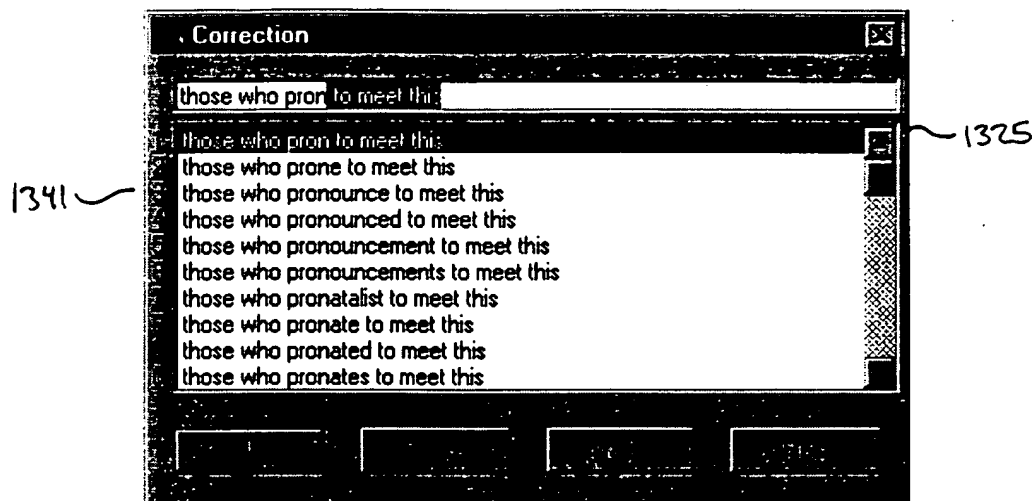 Correction
those who pron to meet this
1325
those who pron to meet this
those who prone to meet this
1341
those who pronounce to meet this
those who pronounced to meet this
those who pronouncement to meet this
those who pronouncements to meet this
those who pronatalist to meet this
those who pronate to meet this
those who pronated to meet this
those who pronates to meet this